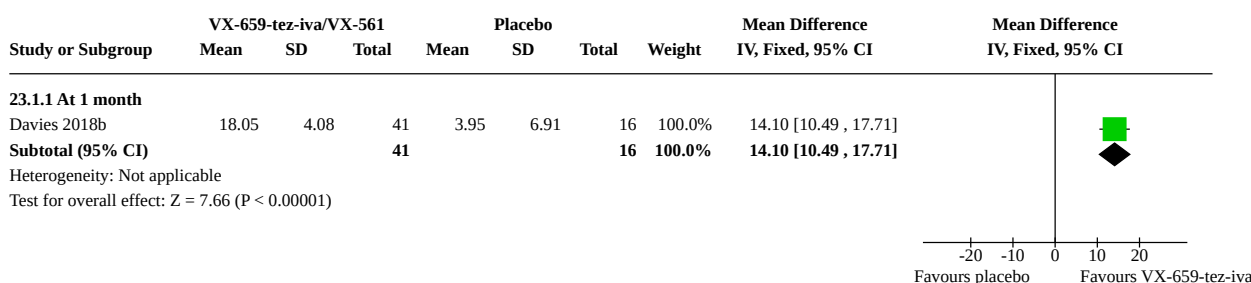 VX-659-tez-iva/VX-561 Placebo Mean Difference Mean Difference
Study or Subgroup Mean SD Total Mean SD Total Weight IV, Fixed, 95% CI IV, Fixed, 95% CI
23.1.1 At 1 month
Davies 2018b 18.05 4.08 41 3.95 6.91 16 100.0% 14.10 [10.49 , 17.71]
Subtotal (95% CI) 41 16 100.0% 14.10 [10.49 , 17.71]
Heterogeneity: Not applicable
Test for overall effect: Z = 7.66 (P < 0.00001)
-20 -10 0 10 20
Favours placebo Favours VX-659-tez-iva